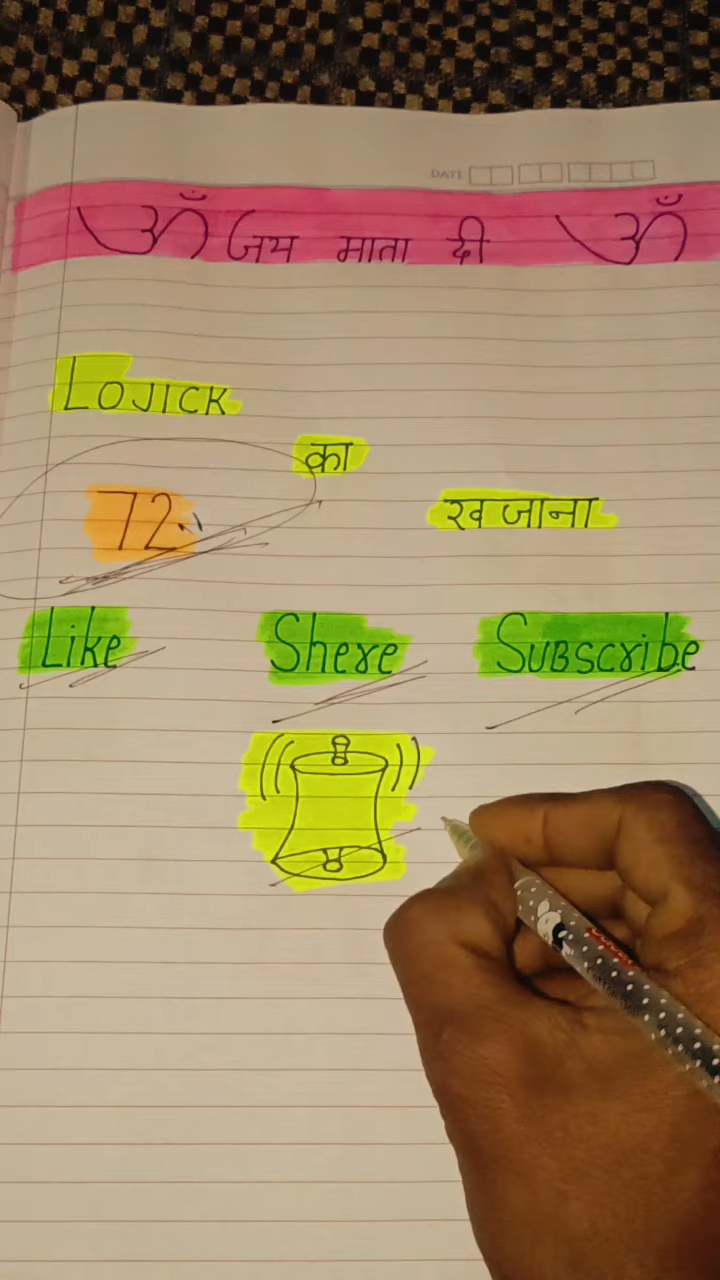 DATE
ॐ जय माता दी ॐ
LOJICK
का
72
खजाना
Like Shere Subscribe